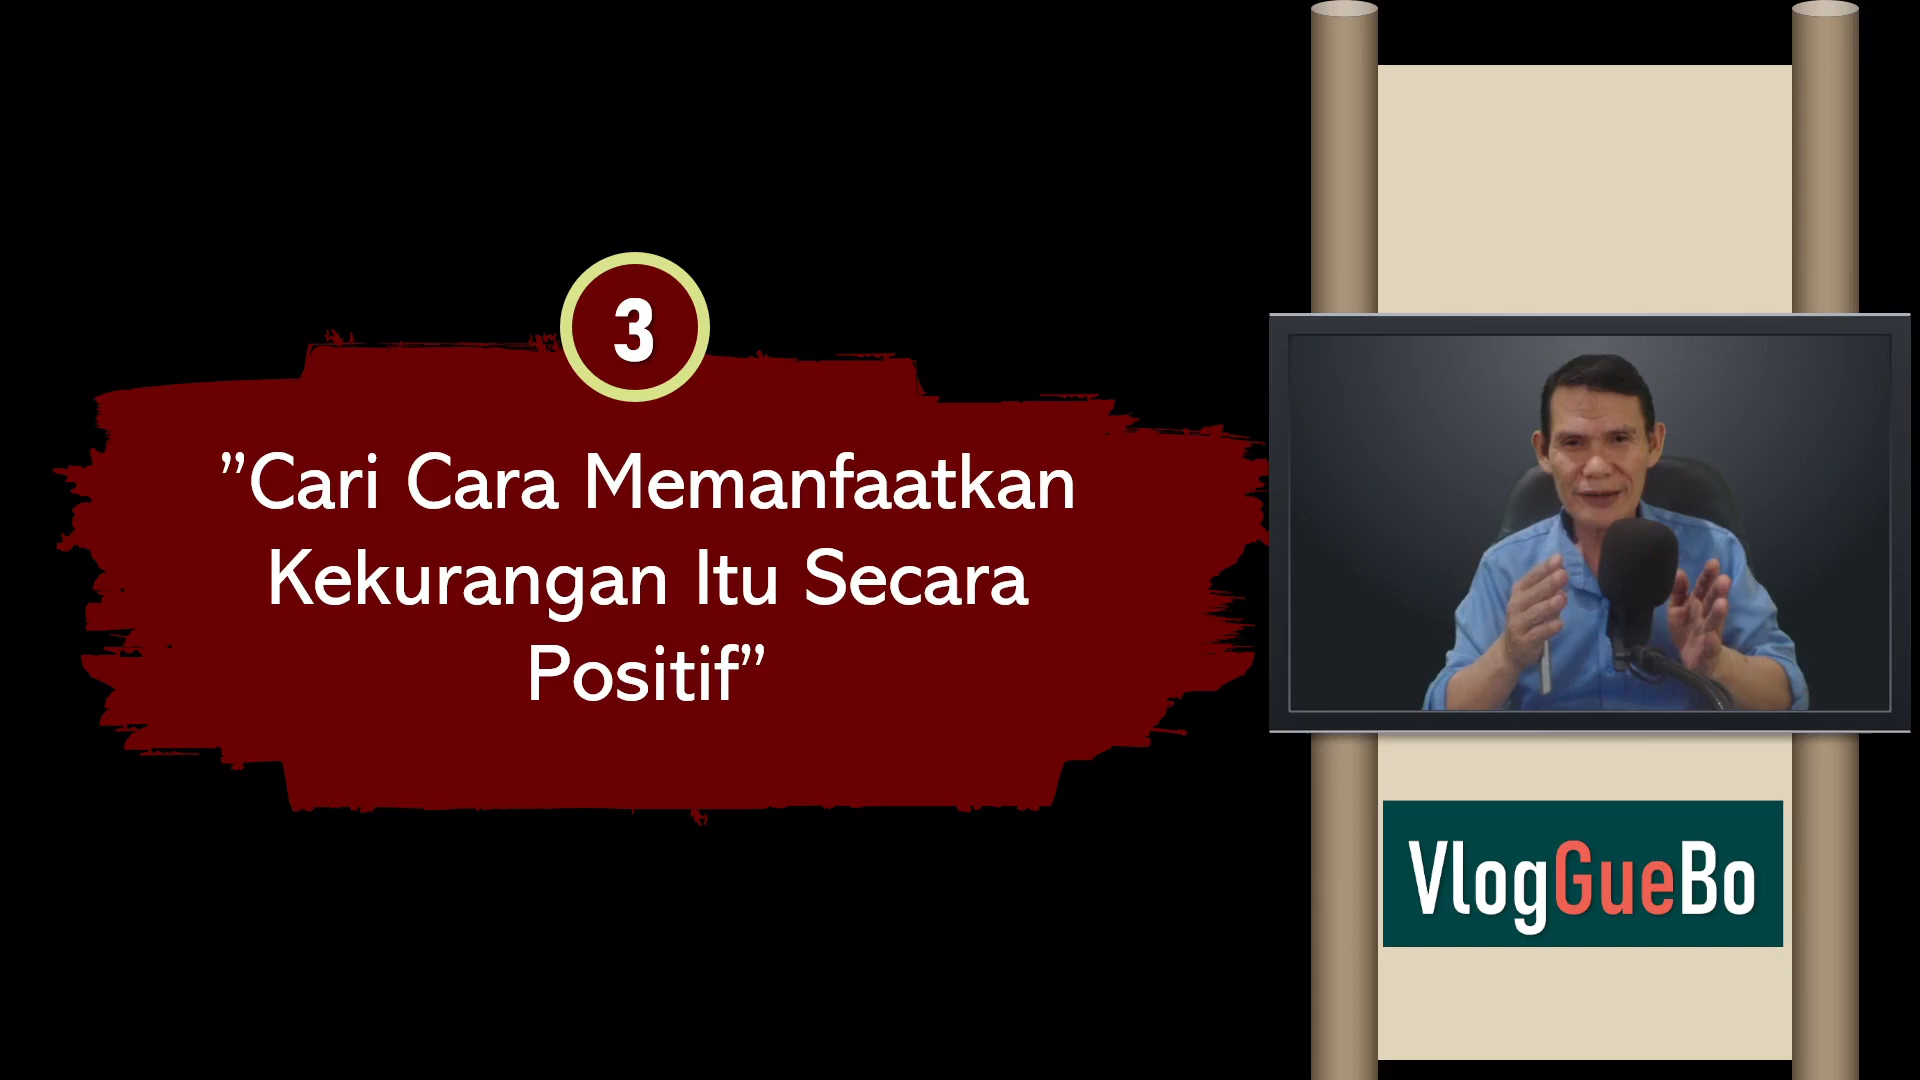 3
”Cari Cara Memanfaatkan
Kekurangan Itu Secara
Positif”
VlogGueBo